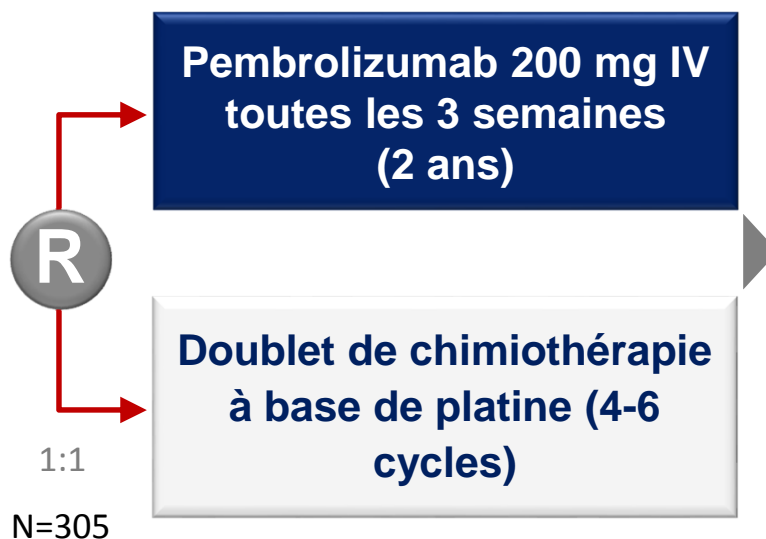 Pembrolizumab 200 mg IV
toutes les 3 semaines
(2 ans)
R
Doublet de chimiothérapie
à base de platine (4-6
cycles)
1:1
N=305